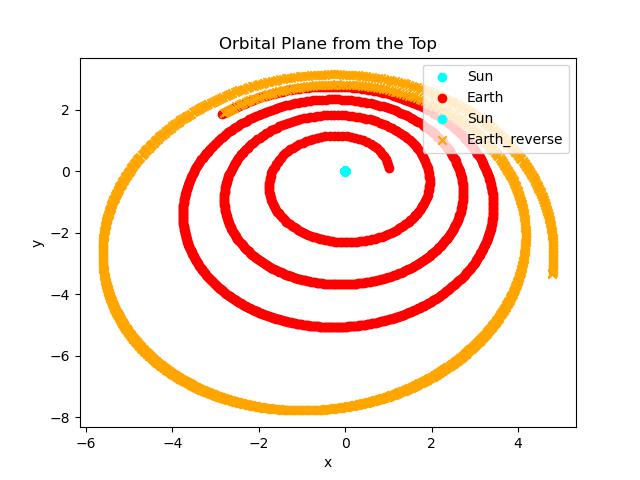 Orbital Plane from the Top
Sun
Earth
Sun
Earth_reverse
2
0
−2
−4
−6
−8
y
−6 −4 −2 0 2 4
x